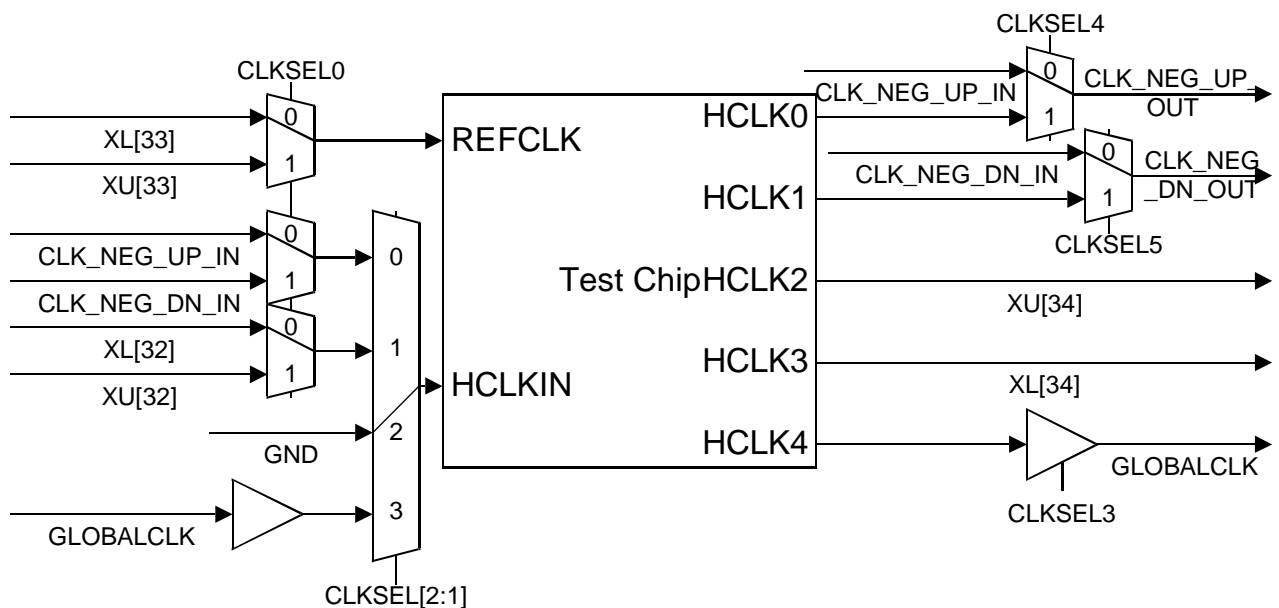 CLKSEL0
0
XL[33]
1
XU[33]
0
CLK_NEG_UP_IN
1
CLK_NEG_DN_IN
0
XL[32]
1
XU[32]
0
1
2
GND
3
GLOBALCLK
CLKSEL[2:1]
REFCLK
HCLKIN
Test Chip
HCLK0
HCLK1
HCLK2
HCLK3
HCLK4
CLKSEL4
0
CLK_NEG_UP_IN
1
CLK_NEG_UP_
OUT
0
CLK_NEG_DN_IN
1
CLK_NEG
_DN_OUT
CLKSEL5
XU[34]
XL[34]
GLOBALCLK
CLKSEL3